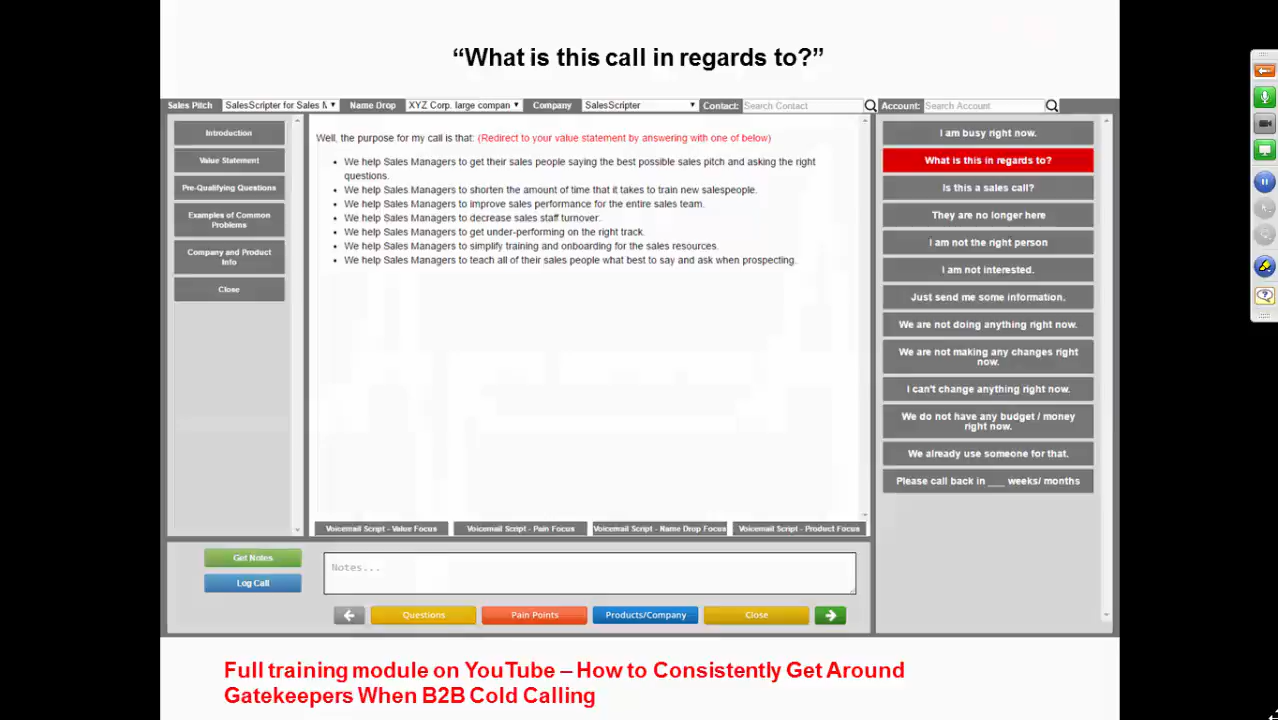 “What is this call in regards to?”
Sales Pitch SalesScripter for Sales M Name Drop XYZ Corp. large compan Company SalesScripter Contact: Search Contact Account: Search Account
Introduction
Value Statement
Pre-Qualifying Questions
Examples of Common
Problems
Company and Product
Info
Close
Well, the purpose for my call is that: (Redirect to your value statement by answering with one of below)
• We help Sales Managers to get their sales people saying the best possible sales pitch and asking the right
questions.
• We help Sales Managers to shorten the amount of time that it takes to train new salespeople.
• We help Sales Managers to improve sales performance for the entire sales team.
• We help Sales Managers to decrease sales staff turnover.
• We help Sales Managers to get under-performing on the right track.
• We help Sales Managers to simplify training and onboarding for the sales resources.
• We help Sales Managers to teach all of their sales people what best to say and ask when prospecting.
Voicemail Script - Value Focus Voicemail Script - Pain Focus Voicemail Script - Name Drop Focus Voicemail Script - Product Focus
I am busy right now.
What is this in regards to?
Is this a sales call?
They are no longer here
I am not the right person
I am not interested.
Just send me some information.
We are not doing anything right now.
We are not making any changes right
now.
I can't change anything right now.
We do not have any budget / money
right now.
We already use someone for that.
Please call back in ___ weeks/ months
Get Notes
Log Call
Notes...
Questions Pain Points Products/Company Close
Full training module on YouTube – How to Consistently Get Around
Gatekeepers When B2B Cold Calling